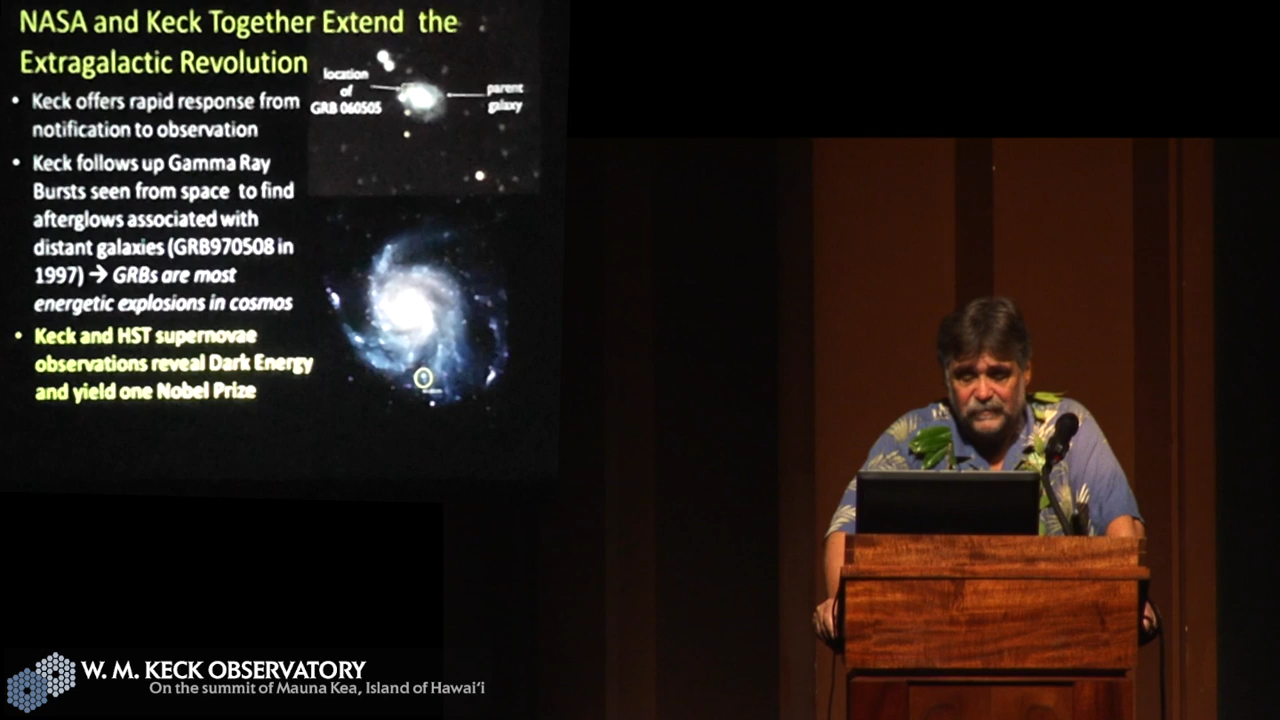 NASA and Keck Together Extend the
Extragalactic Revolution
• Keck offers rapid response from
notification to observation
• Keck follows up Gamma Ray
Bursts seen from space to find
afterglows associated with
distant galaxies (GRB970508 in
1997) → GRBs are most
energetic explosions in cosmos
• Keck and HST supernovae
observations reveal Dark Energy
and yield one Nobel Prize
location
of
GRB 060505
parent
galaxy
W. M. KECK OBSERVATORY
On the summit of Mauna Kea, Island of Hawai‘i